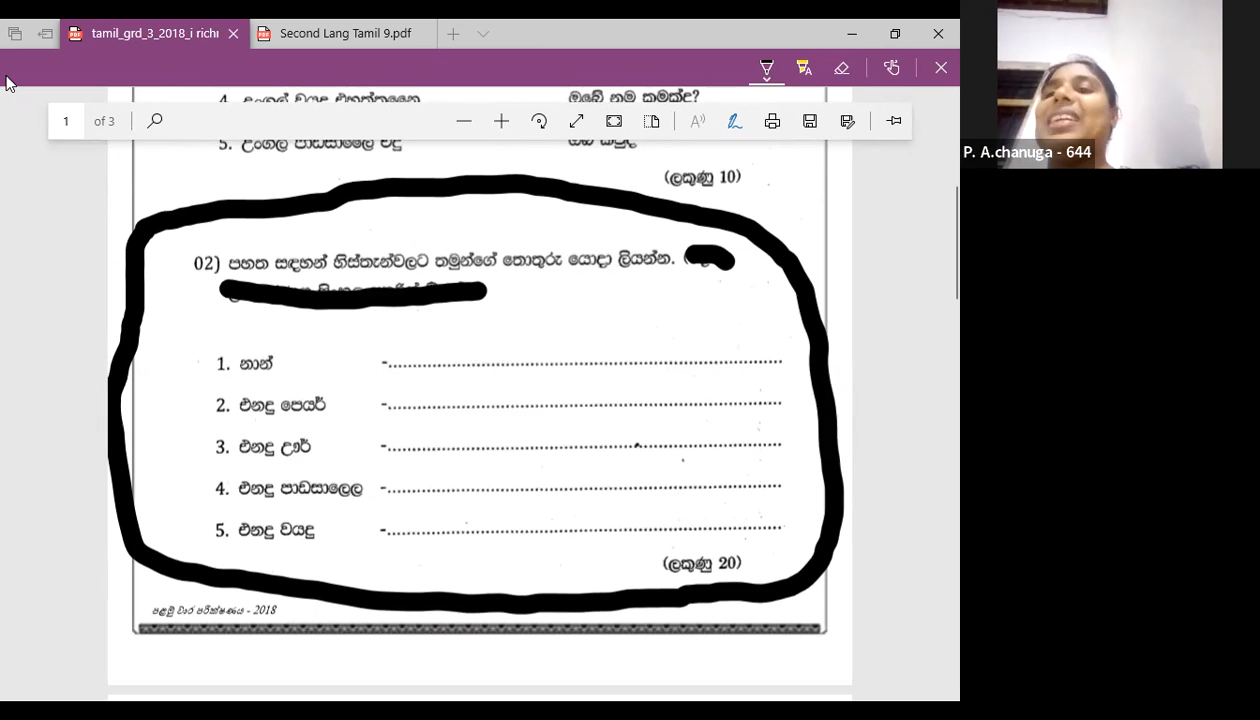 tamil_grd_3_2018_i richı
Second Lang Tamil 9.pdf
1 of 3
ඔබේ නම කුමක්ද?
5. උංගල් පාඩසාලෛ එදු
(ලකුණු 10)
02) පහත සඳහන් හිස්තැන්වලට තමුන්ගේ තොතුරු යොදා ලියන්න.
1. නාන් -
2. එනදු පෙයර් -
3. එනදු ඌර් -
4. එනදු පාඩසාලෙල -
5. එනදු වයදු -
(ලකුණු 20)
පළමු වාර පරීක්ෂණය - 2018
P. A.chanuga - 644